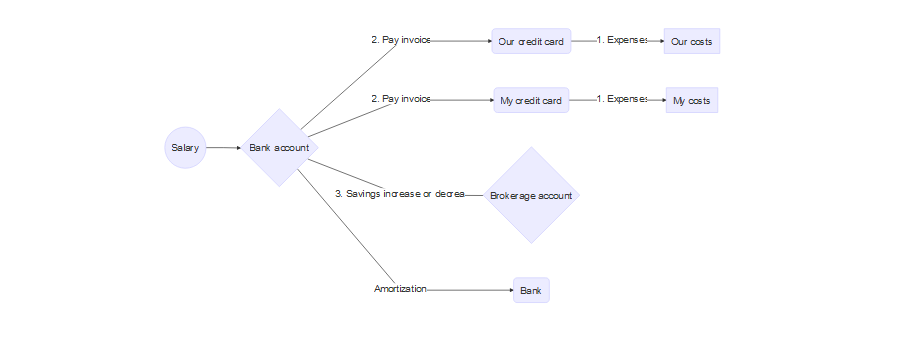 2. Pay invoice
Our credit card
1. Expenses
Our costs
2. Pay invoice
My credit card
1. Expenses
My costs
Salary
Bank account
3. Savings increase or decrea
Brokerage account
Amortization
Bank